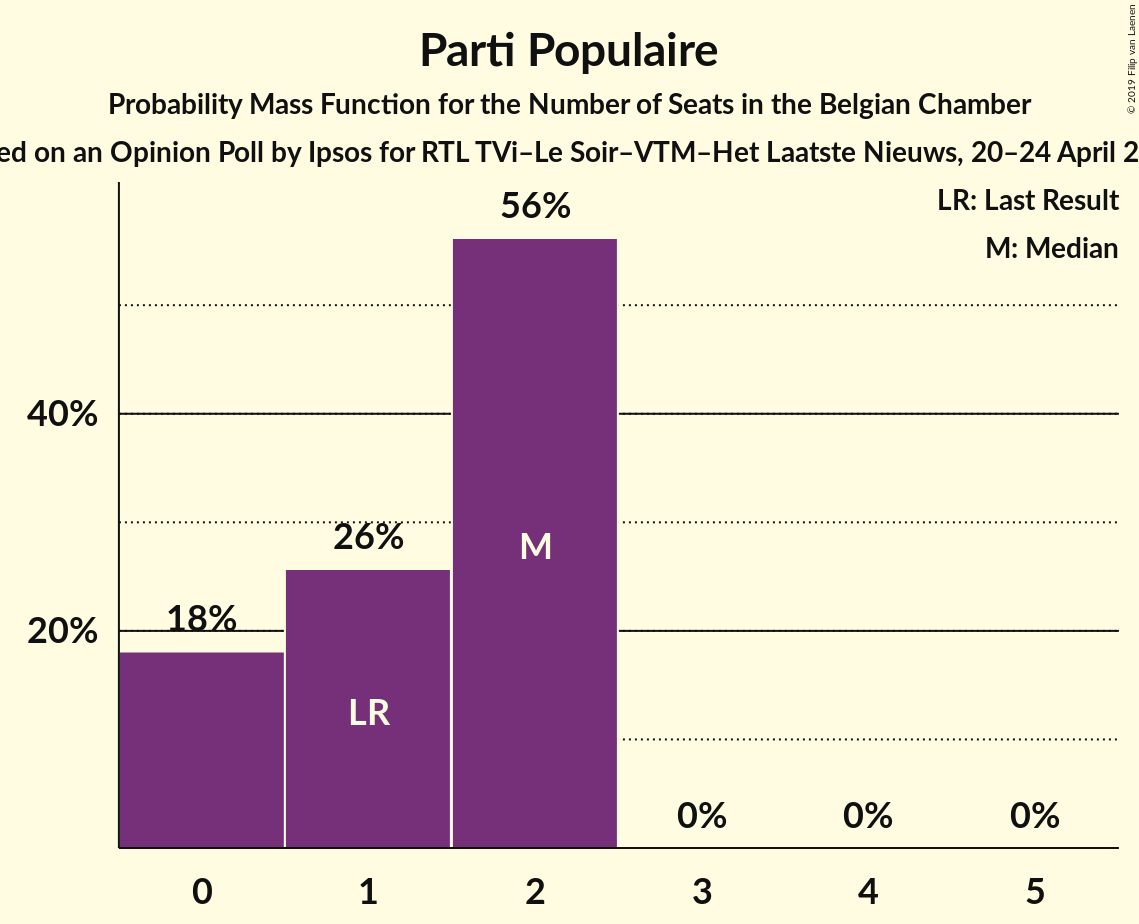 Parti Populaire
Probability Mass Function for the Number of Seats in the Belgian Chamber
ed on an Opinion Poll by Ipsos for RTL TVi–Le Soir–VTM–Het Laatste Nieuws, 20–24 April 2
© 2019 Filip van Laenen
LR: Last Result
M: Median
56%
40%
26%
M
18%
20%
LR
0% 0% 0%
0 1 2 3 4 5